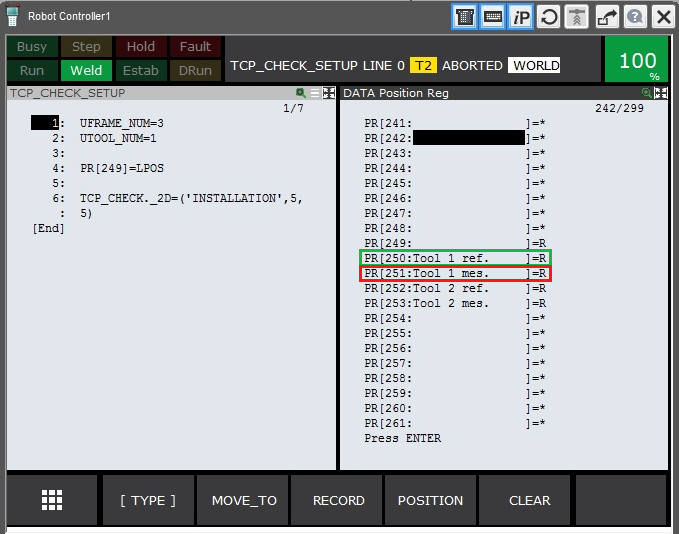 Robot Controller1
iP
Busy Step Hold Fault
Run Weld Estab DRun
TCP_CHECK_SETUP LINE 0 T2 ABORTED WORLD
100 %
TCP_CHECK_SETUP
1/7
1: UFRAME_NUM=3
2: UTOOL_NUM=1
3:
4: PR[249]=LPOS
5:
6: TCP_CHECK._2D=('INSTALLATION',5,
: 5)
[End]
DATA Position Reg
242/299
PR[241: ]=*
PR[242: ]=*
PR[243: ]=*
PR[244: ]=*
PR[245: ]=*
PR[246: ]=*
PR[247: ]=*
PR[248: ]=*
PR[249: ]=R
PR[250:Tool 1 ref. ]=R
PR[251:Tool 1 mes. ]=R
PR[252:Tool 2 ref. ]=R
PR[253:Tool 2 mes. ]=R
PR[254: ]=*
PR[255: ]=*
PR[256: ]=*
PR[257: ]=*
PR[258: ]=*
PR[259: ]=*
PR[260: ]=*
PR[261: ]=*
Press ENTER
[ TYPE ] MOVE_TO RECORD POSITION CLEAR